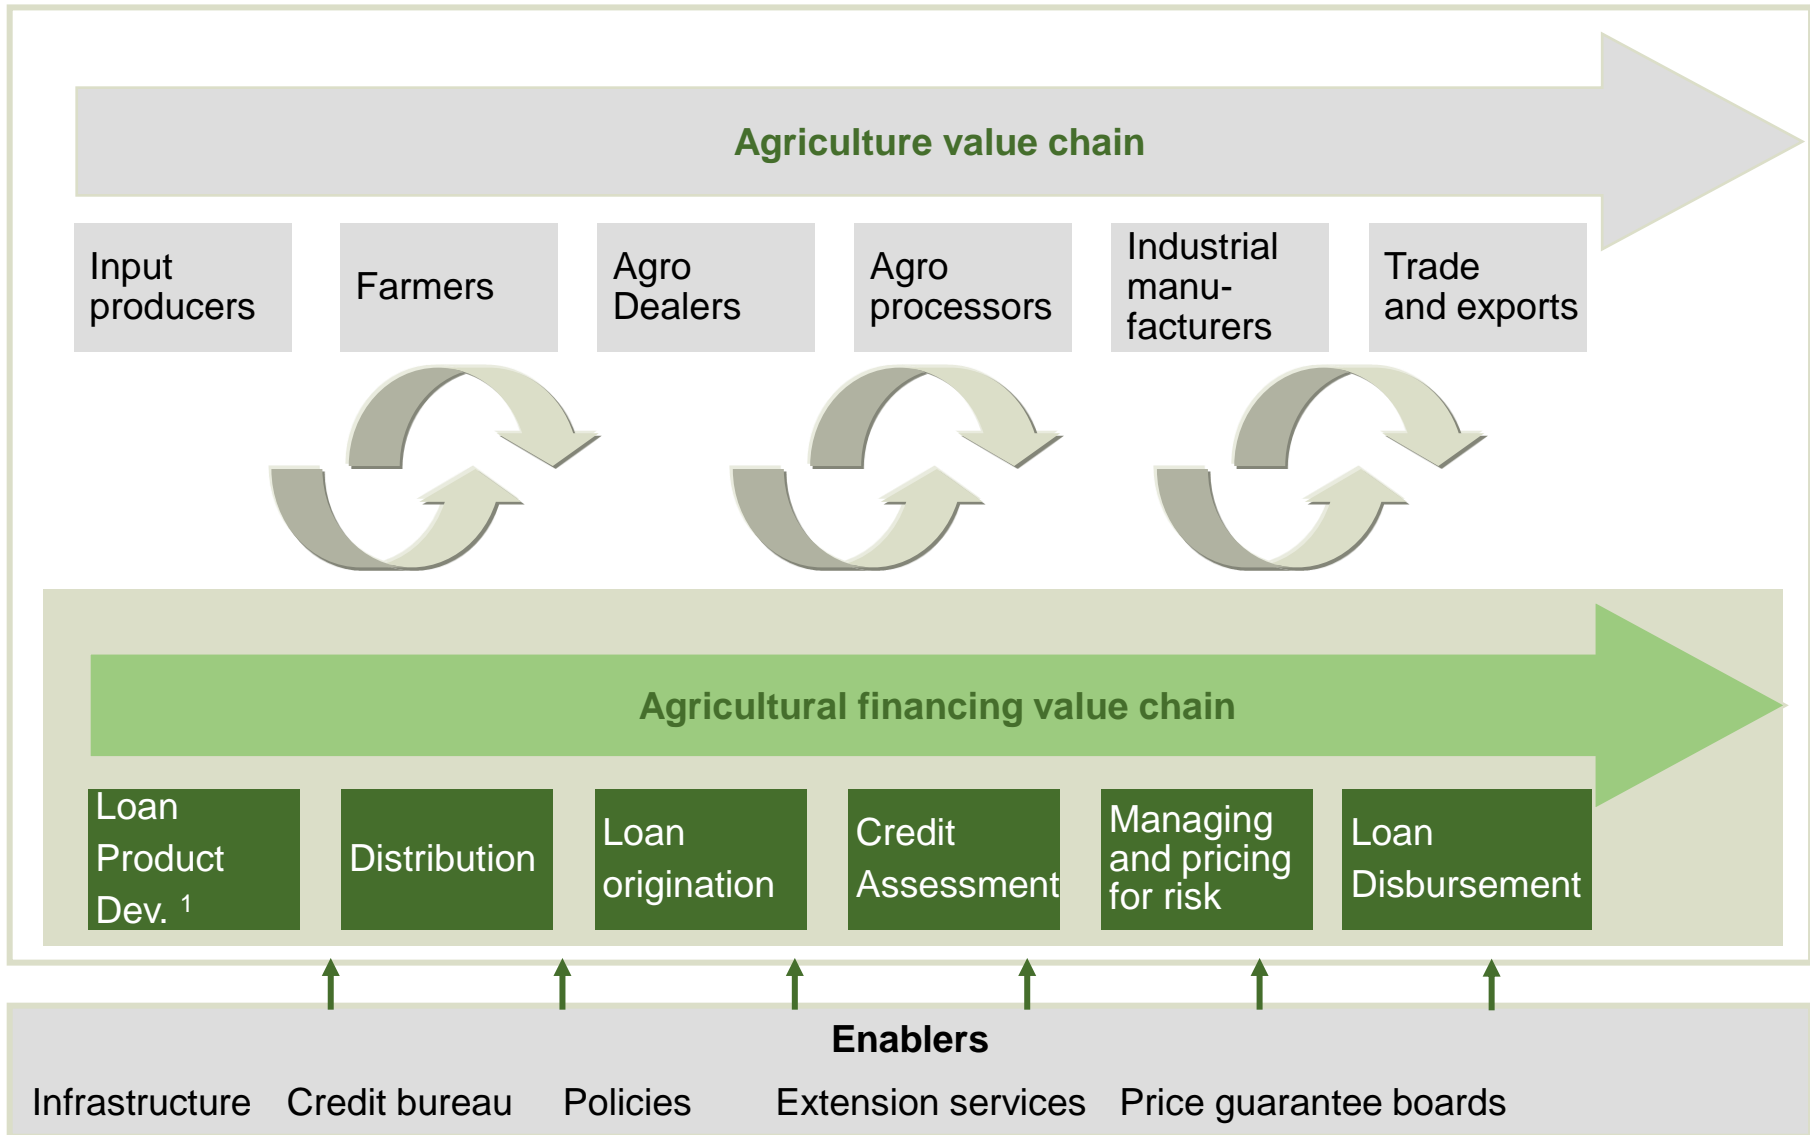 Agriculture value chain
Input
producers
Farmers
Agro
Dealers
Agro
processors
Industrial
manu-
facturers
Trade
and exports
Agricultural financing value chain
Loan
Product
Dev. 1
Distribution
Loan
origination
Credit
Assessment
Managing
and pricing
for risk
Loan
Disbursement
Enablers
Infrastructure Credit bureau Policies Extension services Price guarantee boards